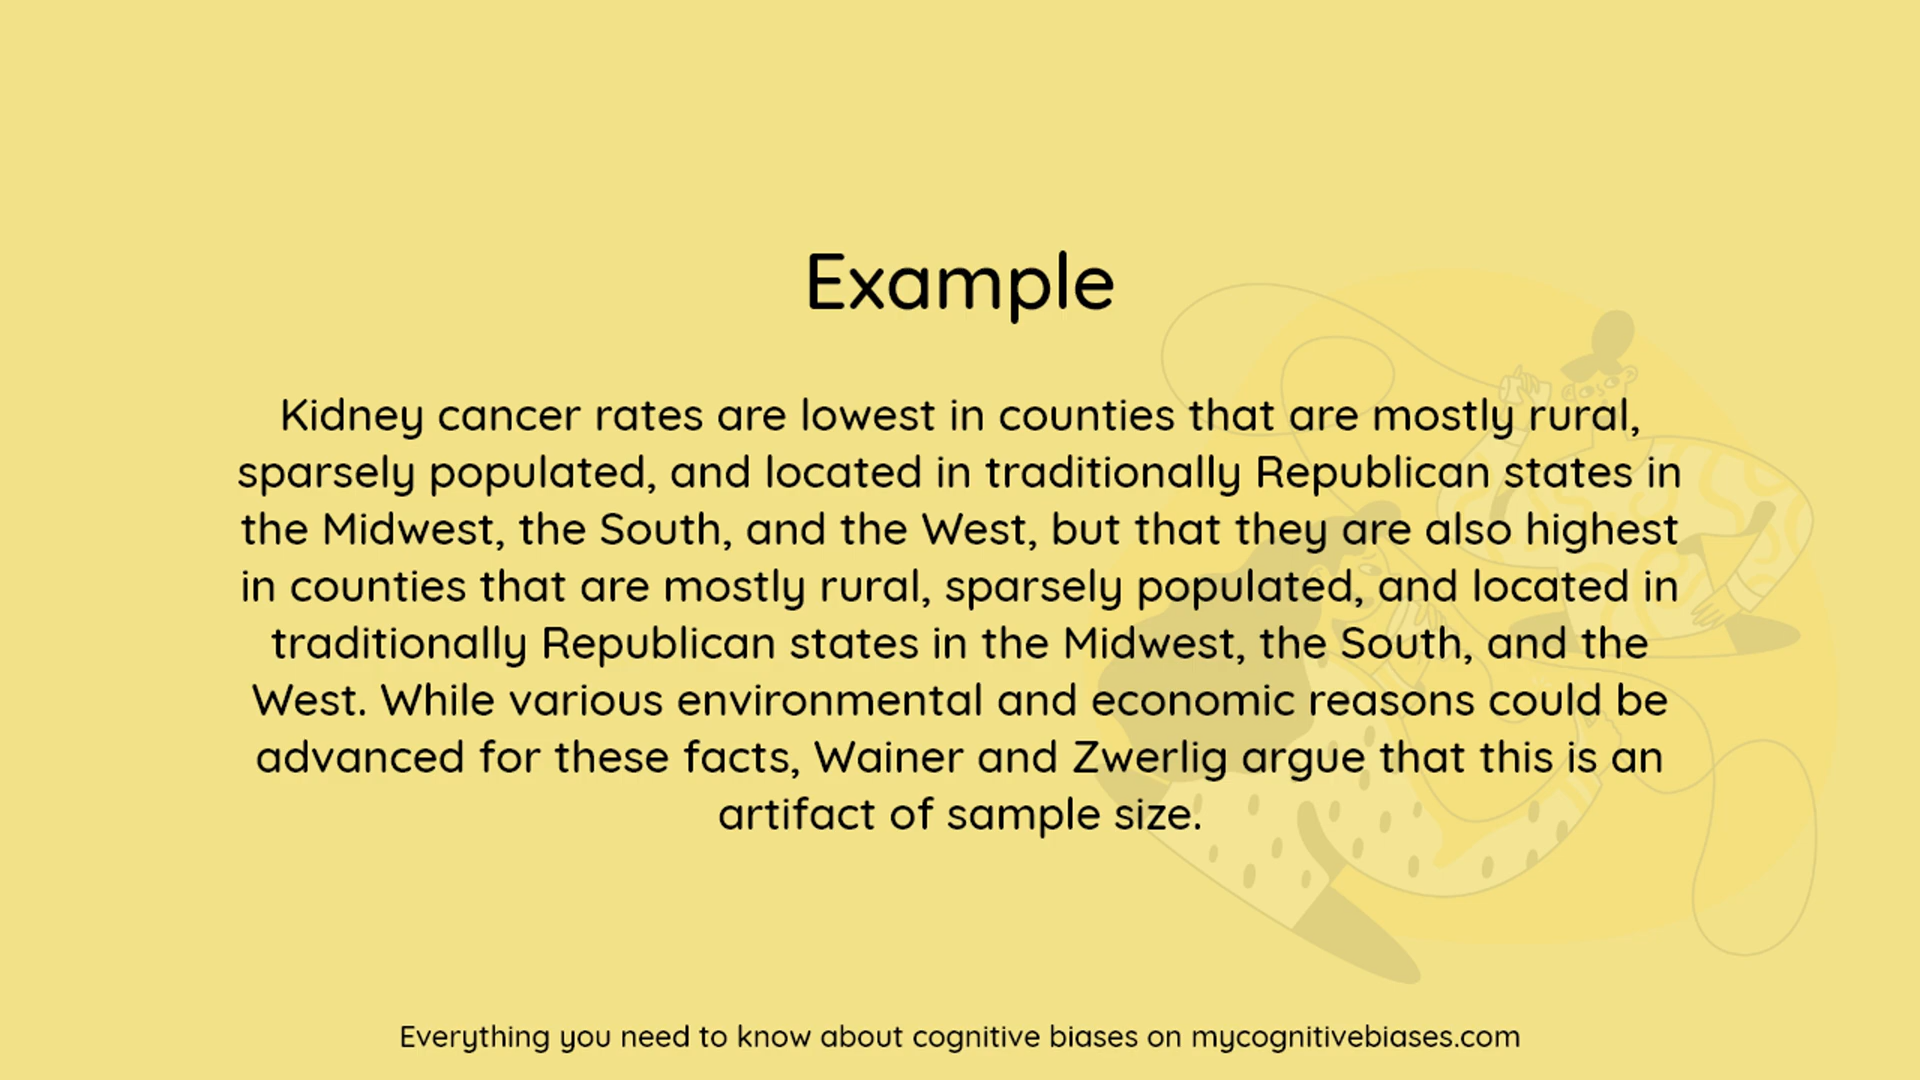 Example
Kidney cancer rates are lowest in counties that are mostly rural,
sparsely populated, and located in traditionally Republican states in
the Midwest, the South, and the West, but that they are also highest
in counties that are mostly rural, sparsely populated, and located in
traditionally Republican states in the Midwest, the South, and the
West. While various environmental and economic reasons could be
advanced for these facts, Wainer and Zwerlig argue that this is an
artifact of sample size.
Everything you need to know about cognitive biases on mycognitivebiases.com